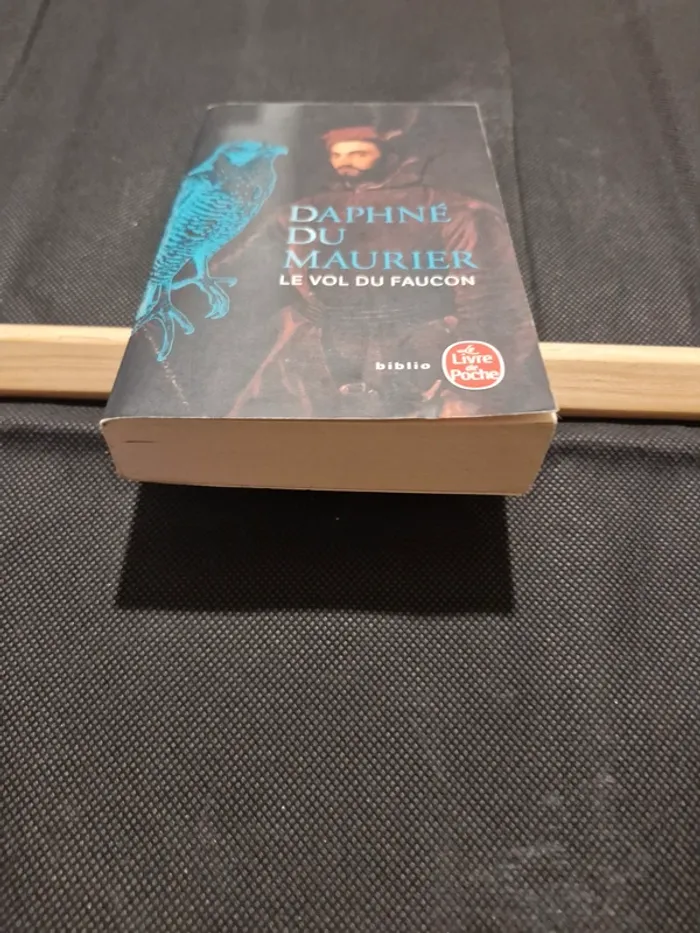 DAPHNÉ
DU
MAURIER
LE VOL DU FAUCON
biblio
Le
Livre
de
Poche